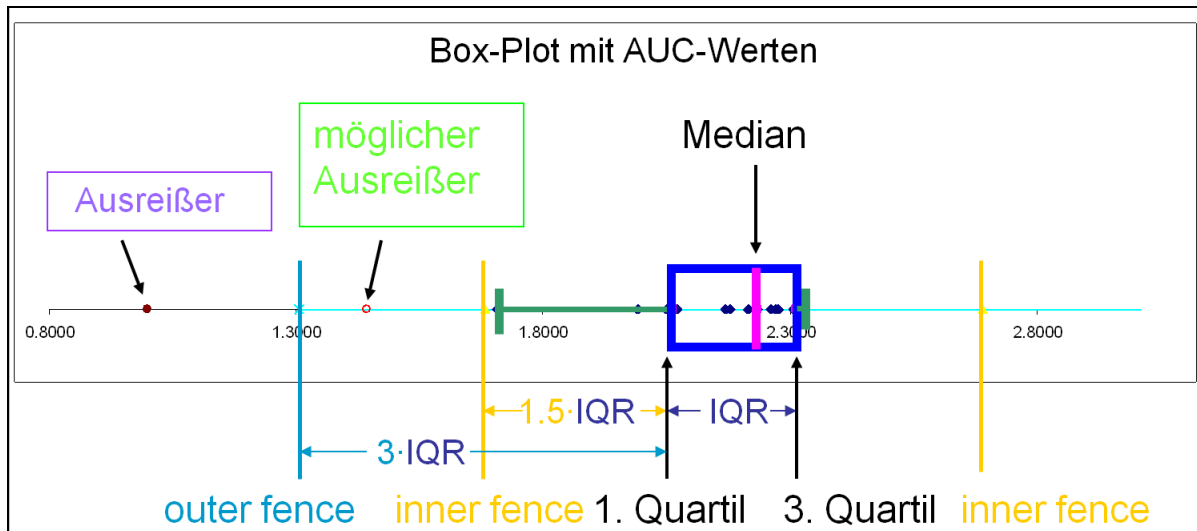 Box-Plot mit AUC-Werten
möglicher
Ausreißer
Median
Ausreißer
0.8000
1.3000
1.8000
2.3000
2.8000
1.5·IQR
IQR
3·IQR
outer fence
inner fence
1. Quartil
3. Quartil
inner fence